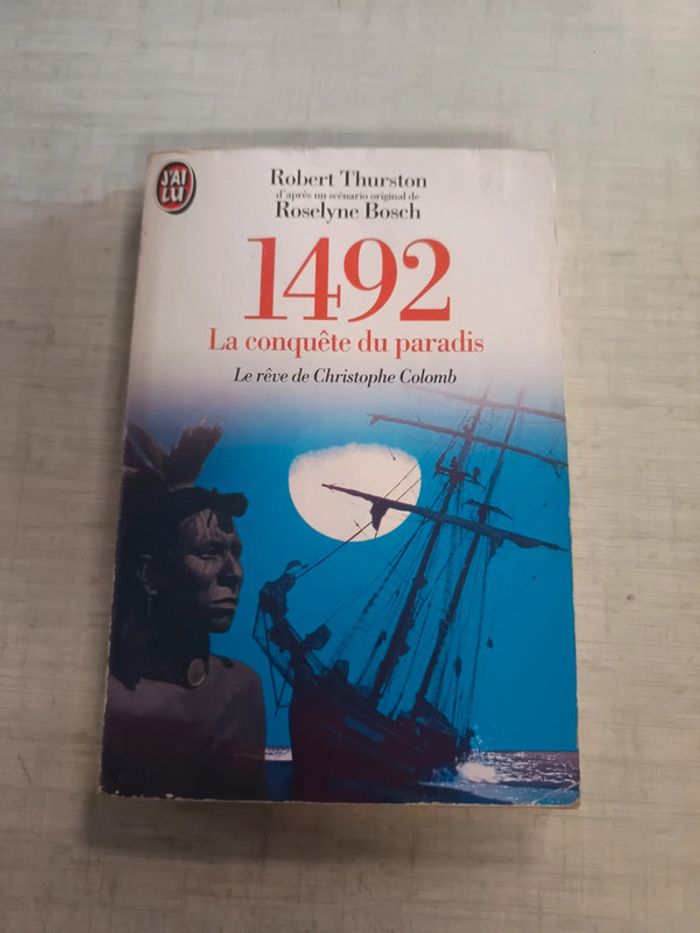 J'AI
LU
Robert Thurston
d'après un scénario original de
Roselyne Bosch
1492
La conquête du paradis
Le rêve de Christophe Colomb